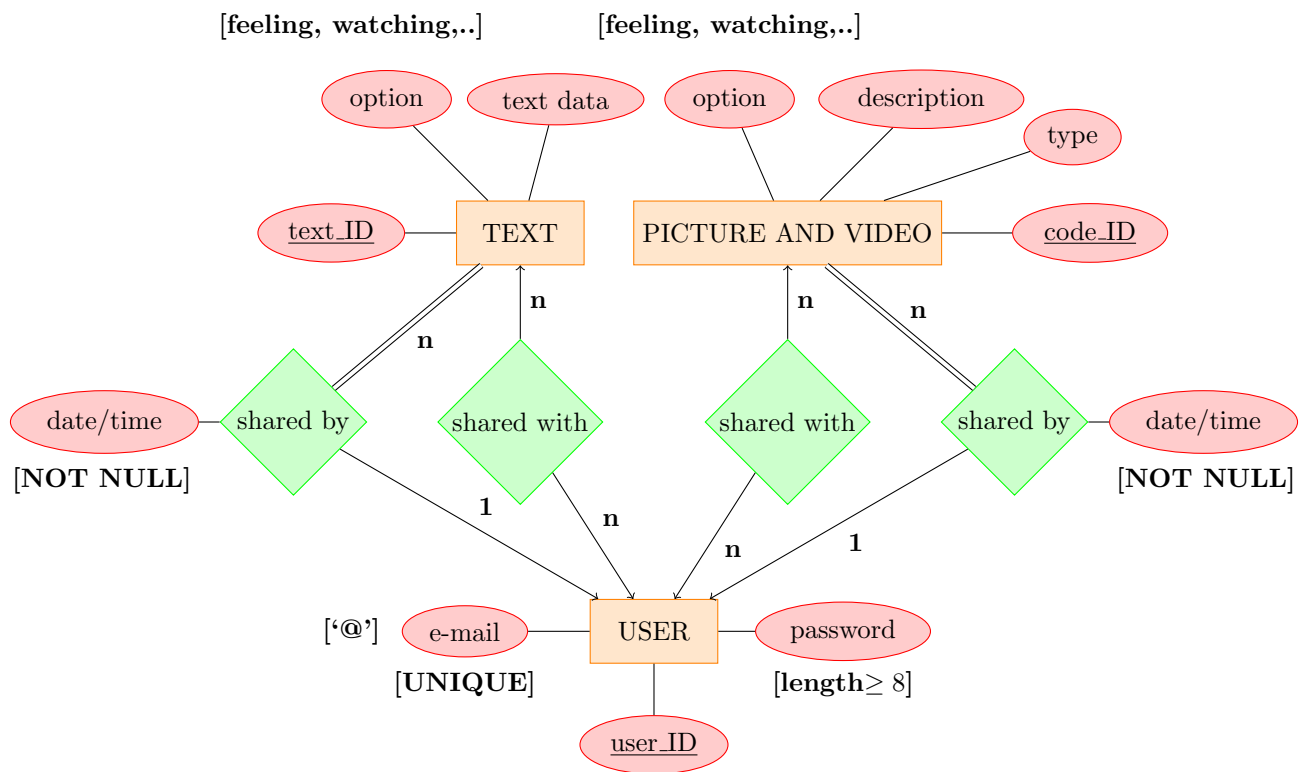 [feeling, watching,..] [feeling, watching,..]
option text data option description
type
text_ID TEXT PICTURE AND VIDEO code_ID
n n n n
date/time shared by shared with shared with shared by date/time
[NOT NULL] [NOT NULL]
1 n n 1
[‘@’] e-mail USER password
[UNIQUE] [length≥ 8]
user_ID